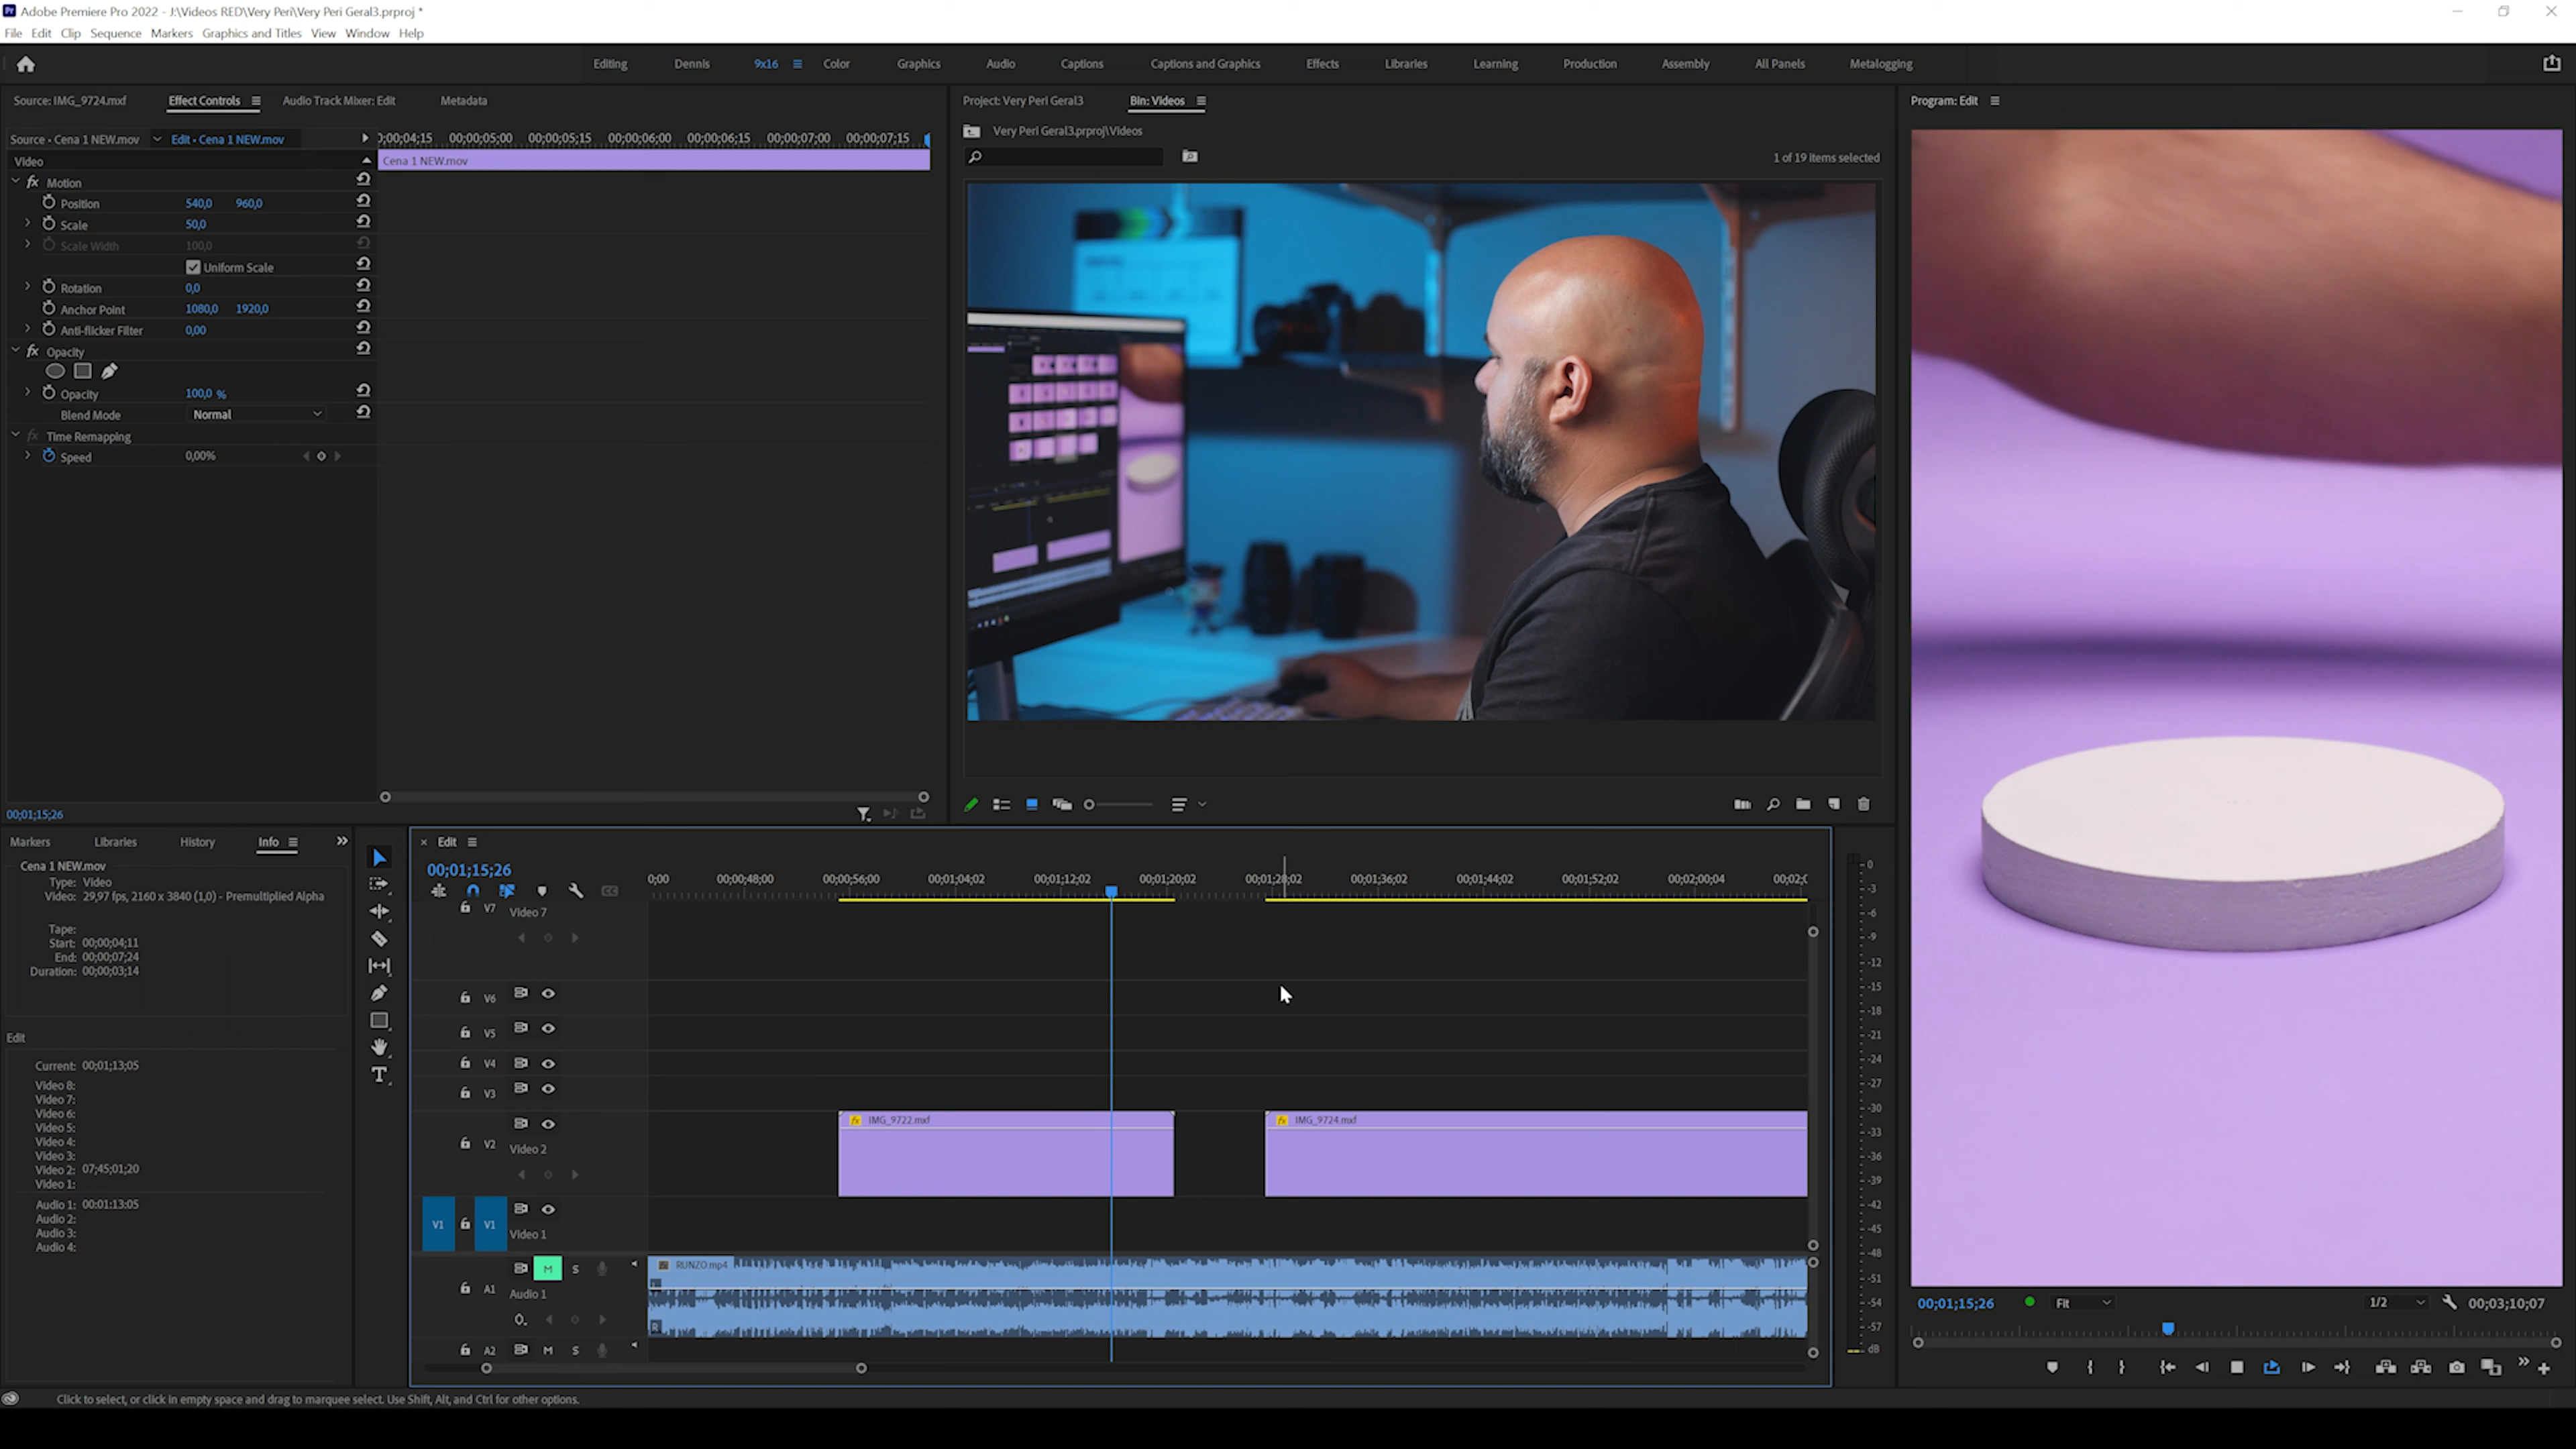 Adobe Premiere Pro 2022 - J:\Videos RED\Very Peri\Very Peri Geral3.prproj *
File Edit Clip Sequence Markers Graphics and Titles View Window Help
Editing Dennis 9x16 Color Graphics Audio Captions Captions and Graphics Effects Libraries Learning Production Assembly All Panels Metalogging
Source: IMG_9724.mxf Effect Controls Audio Track Mixer: Edit Metadata
Source • Cena 1 NEW.mov Edit • Cena 1 NEW.mov
00;00;04;15 00;00;05;00 00;00;05;15 00;00;06;00 00;00;06;15 00;00;07;00 00;00;07;15
Video
Cena 1 NEW.mov
fx Motion
Position 540,0 960,0
Scale 50,0
Scale Width 100,0
Uniform Scale
Rotation 0,0
Anchor Point 1080,0 1920,0
Anti-flicker Filter 0,00
fx Opacity
Opacity 100,0 %
Blend Mode Normal
fx Time Remapping
Speed 0,00%
00;01;15;26
Project: Very Peri Geral3 Bin: Videos
Very Peri Geral3.prproj\Videos
1 of 19 items selected
Program: Edit
Markers Libraries History Info
Cena 1 NEW.mov
Type: Video
Video: 29,97 fps, 2160 x 3840 (1,0) - Premultiplied Alpha
Tape:
Start: 00;00;04;11
End: 00;00;07;24
Duration: 00;00;03;14
Edit
Current: 00;01;13;05
Video 8:
Video 7:
Video 6:
Video 5:
Video 4:
Video 3:
Video 2: 07;45;01;20
Video 1:
Audio 1: 00:01:13:05
Audio 2:
Audio 3:
Audio 4:
Edit
00;01;15;26
0;00 00;00;48;00 00;00;56;00 00;01;04;02 00;01;12;02 00;01;20;02 00;01;28;02 00;01;36;02 00;01;44;02 00;01;52;02 00;02;00;04
V7 Video 7
V6
V5
V4
V3
V2 Video 2
IMG_9722.mxf
IMG_9724.mxf
V1 V1 Video 1
A1 M S Audio 1
RUNZO.mp4
L
R
A2 M S
0
-3
-6
-9
-12
-15
-18
-21
-24
-27
-30
-33
-36
-39
-42
-45
-48
-51
-54
-57
dB
00;01;15;26 Fit 1/2 00;03;10;07
Click to select, or click in empty space and drag to marquee select. Use Shift, Alt, and Ctrl for other options.